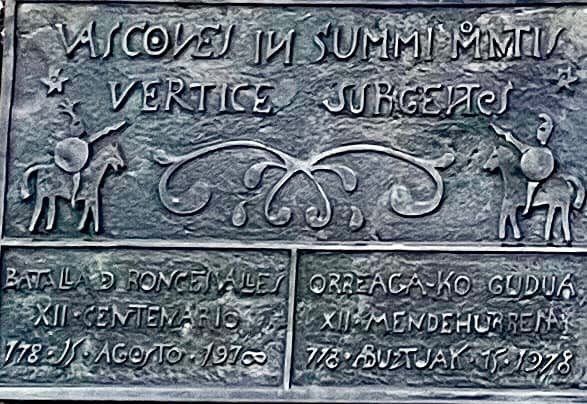 VASCONES IN SUMMI MONTIS
VERTICE SURGENTES
BATALLA D RONCESVALLES
XII·CENTENARIO
778·15·AGOSTO·1978
ORREAGA-KO GUDUA
XII·MENDEHURRENA
778·ABUZTUAK·15·1978